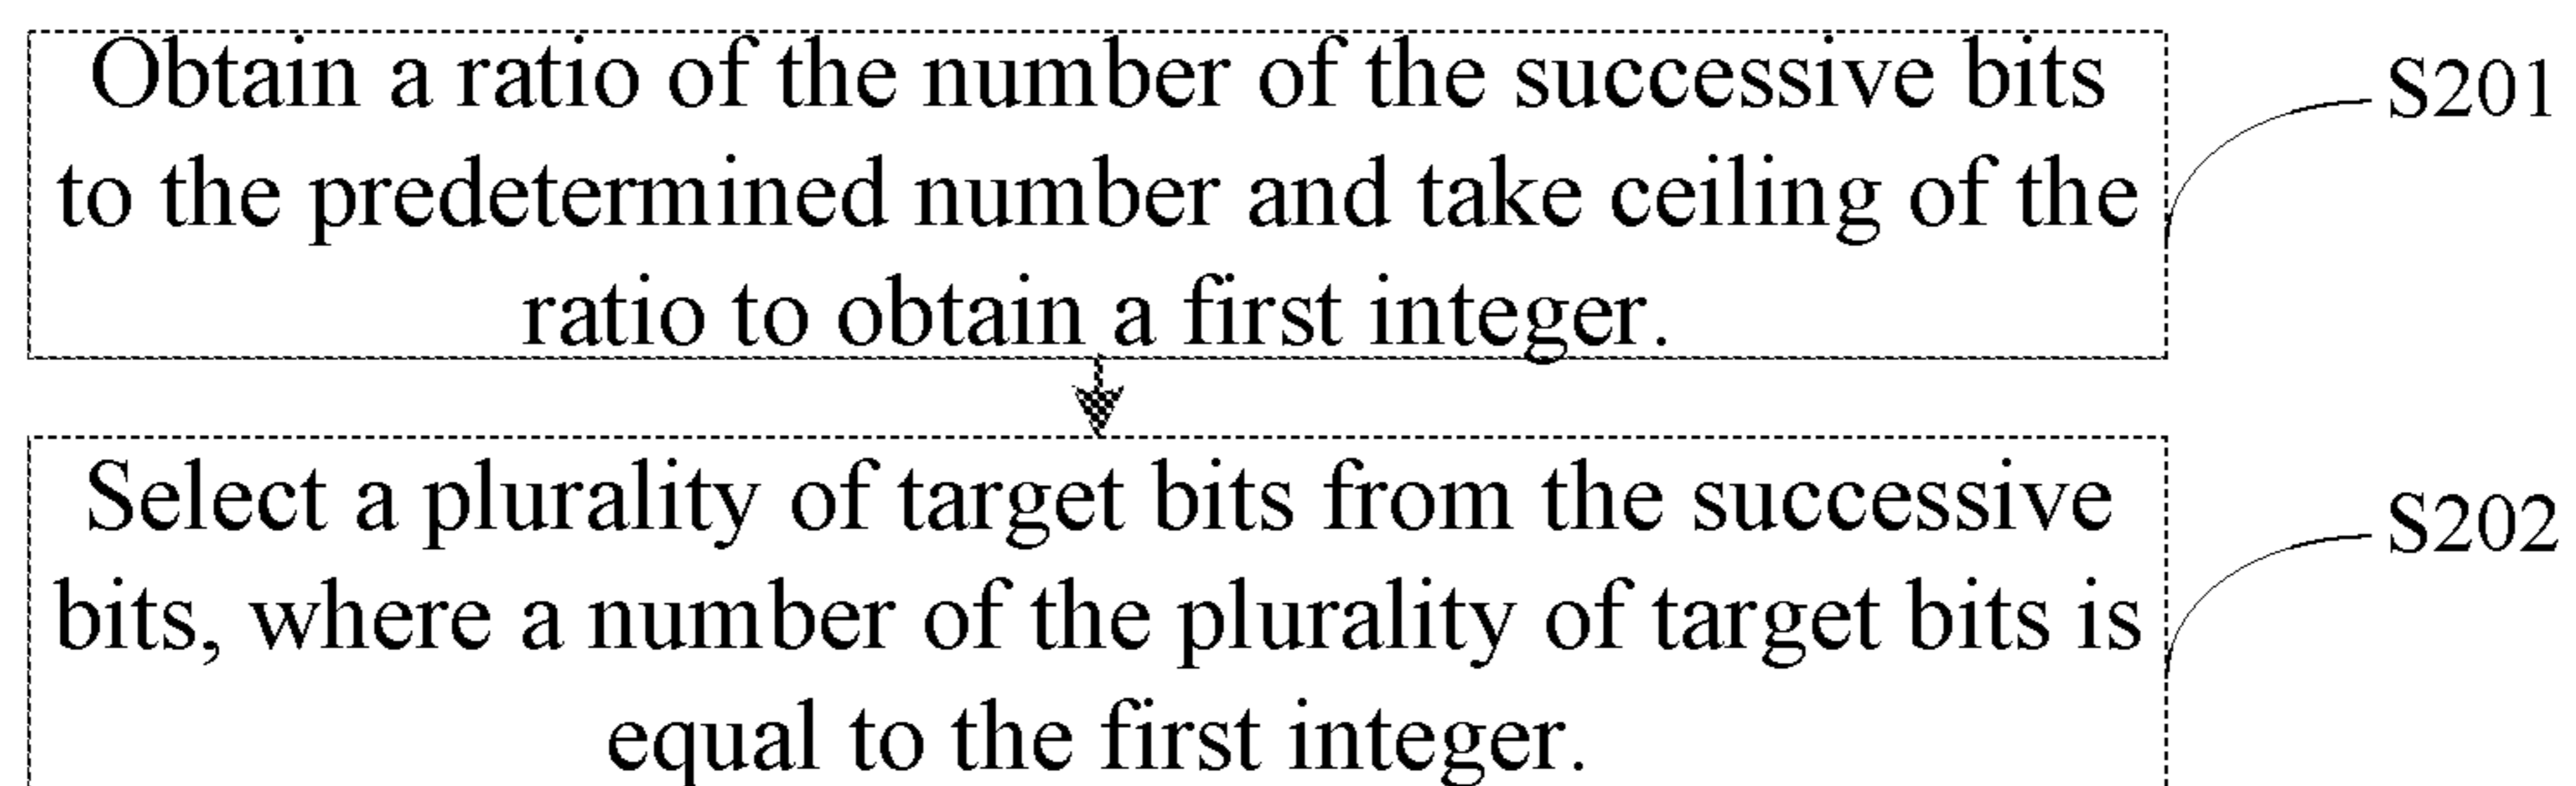 Obtain a ratio of the number of the successive bits
to the predetermined number and take ceiling of the
ratio to obtain a first integer.
S201
Select a plurality of target bits from the successive
bits, where a number of the plurality of target bits is
equal to the first integer.
S202